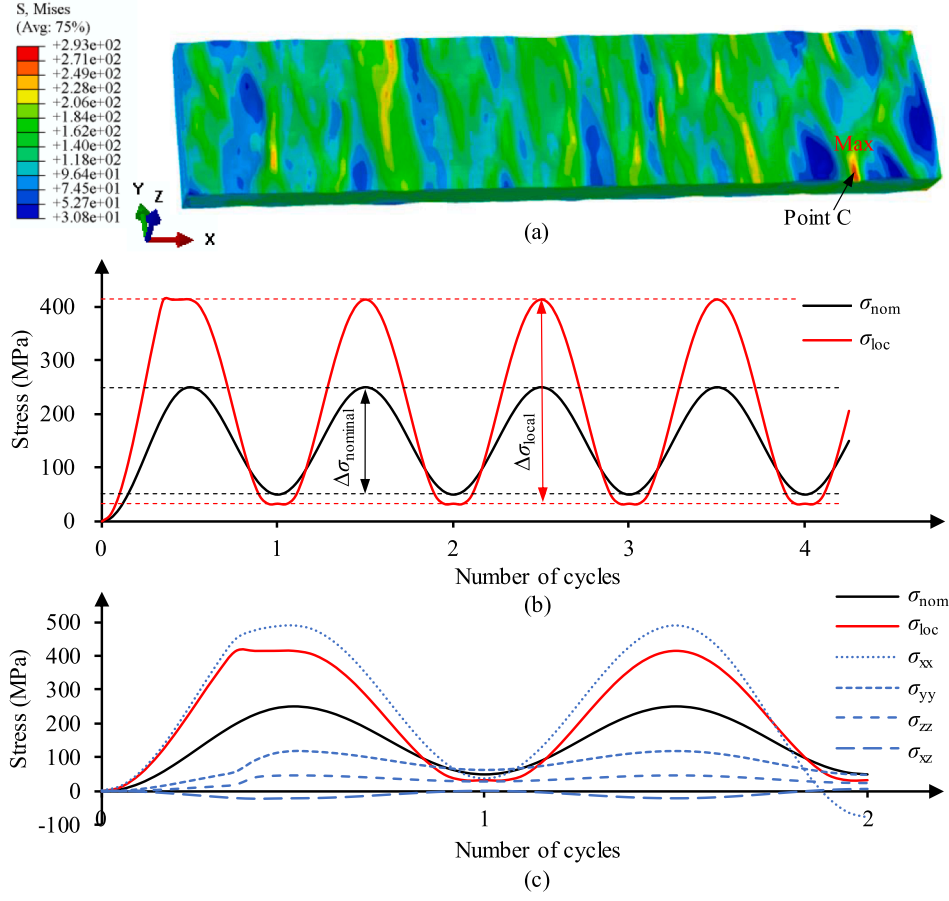 S, Mises
(Avg: 75%)
+2.93e+02
+2.71e+02
+2.49e+02
+2.28e+02
+2.06e+02
+1.84e+02
+1.62e+02
+1.40e+02
+1.18e+02
+9.64e+01
+7.45e+01
+5.27e+01
+3.08e+01
Y
Z
X
Max
Point C
(a)
Stress (MPa)
400
300
200
100
0
0
1
2
3
4
Δσnominal
Δσlocal
σnom
σloc
Number of cycles
(b)
Stress (MPa)
500
400
300
200
100
0
-100
0
1
2
σnom
σloc
σxx
σyy
σzz
σxz
Number of cycles
(c)